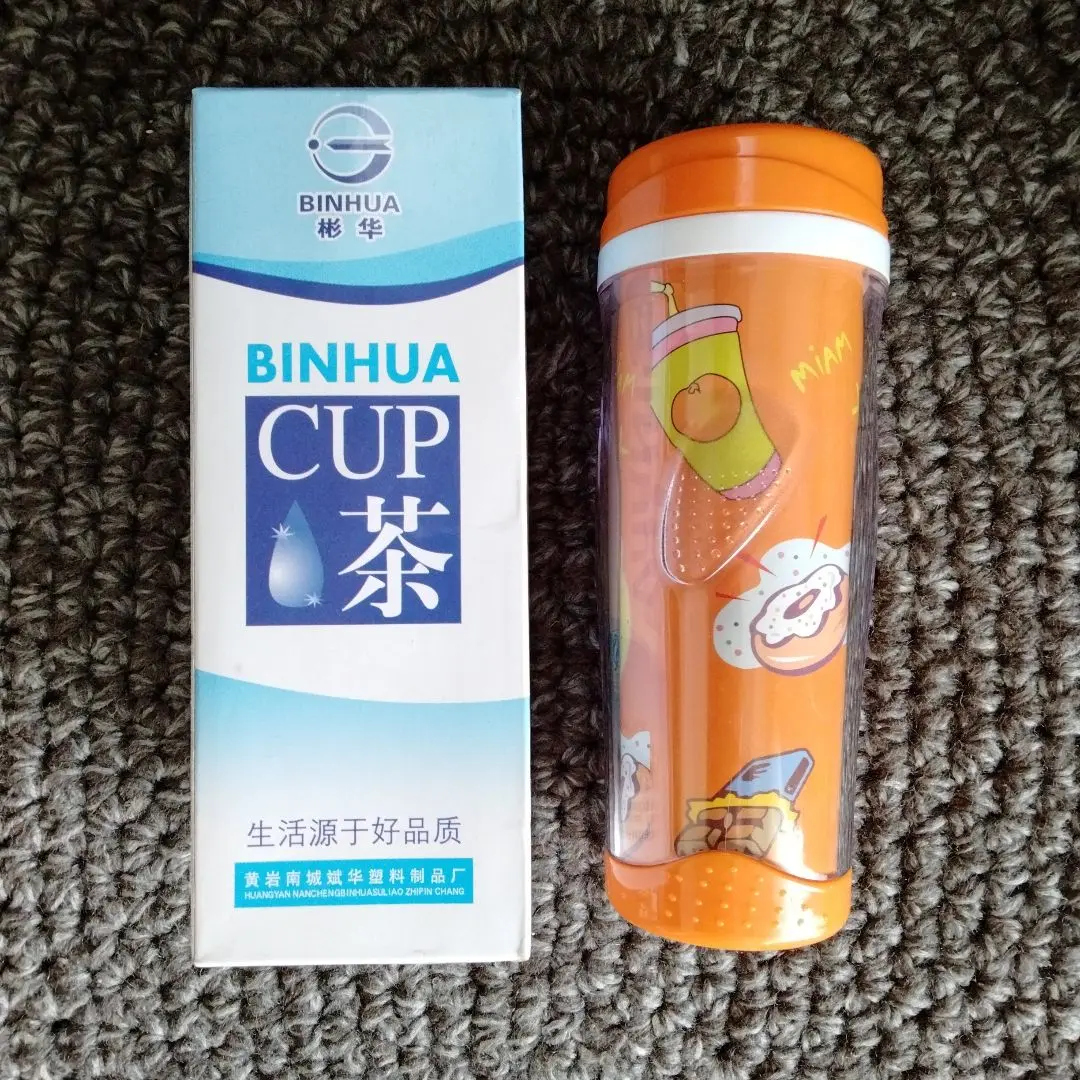 BINHUA
彬华
BINHUA
CUP
茶
生活源于好品质
黄岩南城斌华塑料制品厂
HUANGYAN NANCHENGBINHUASULIAO ZHIPIN CHANG
MiAM